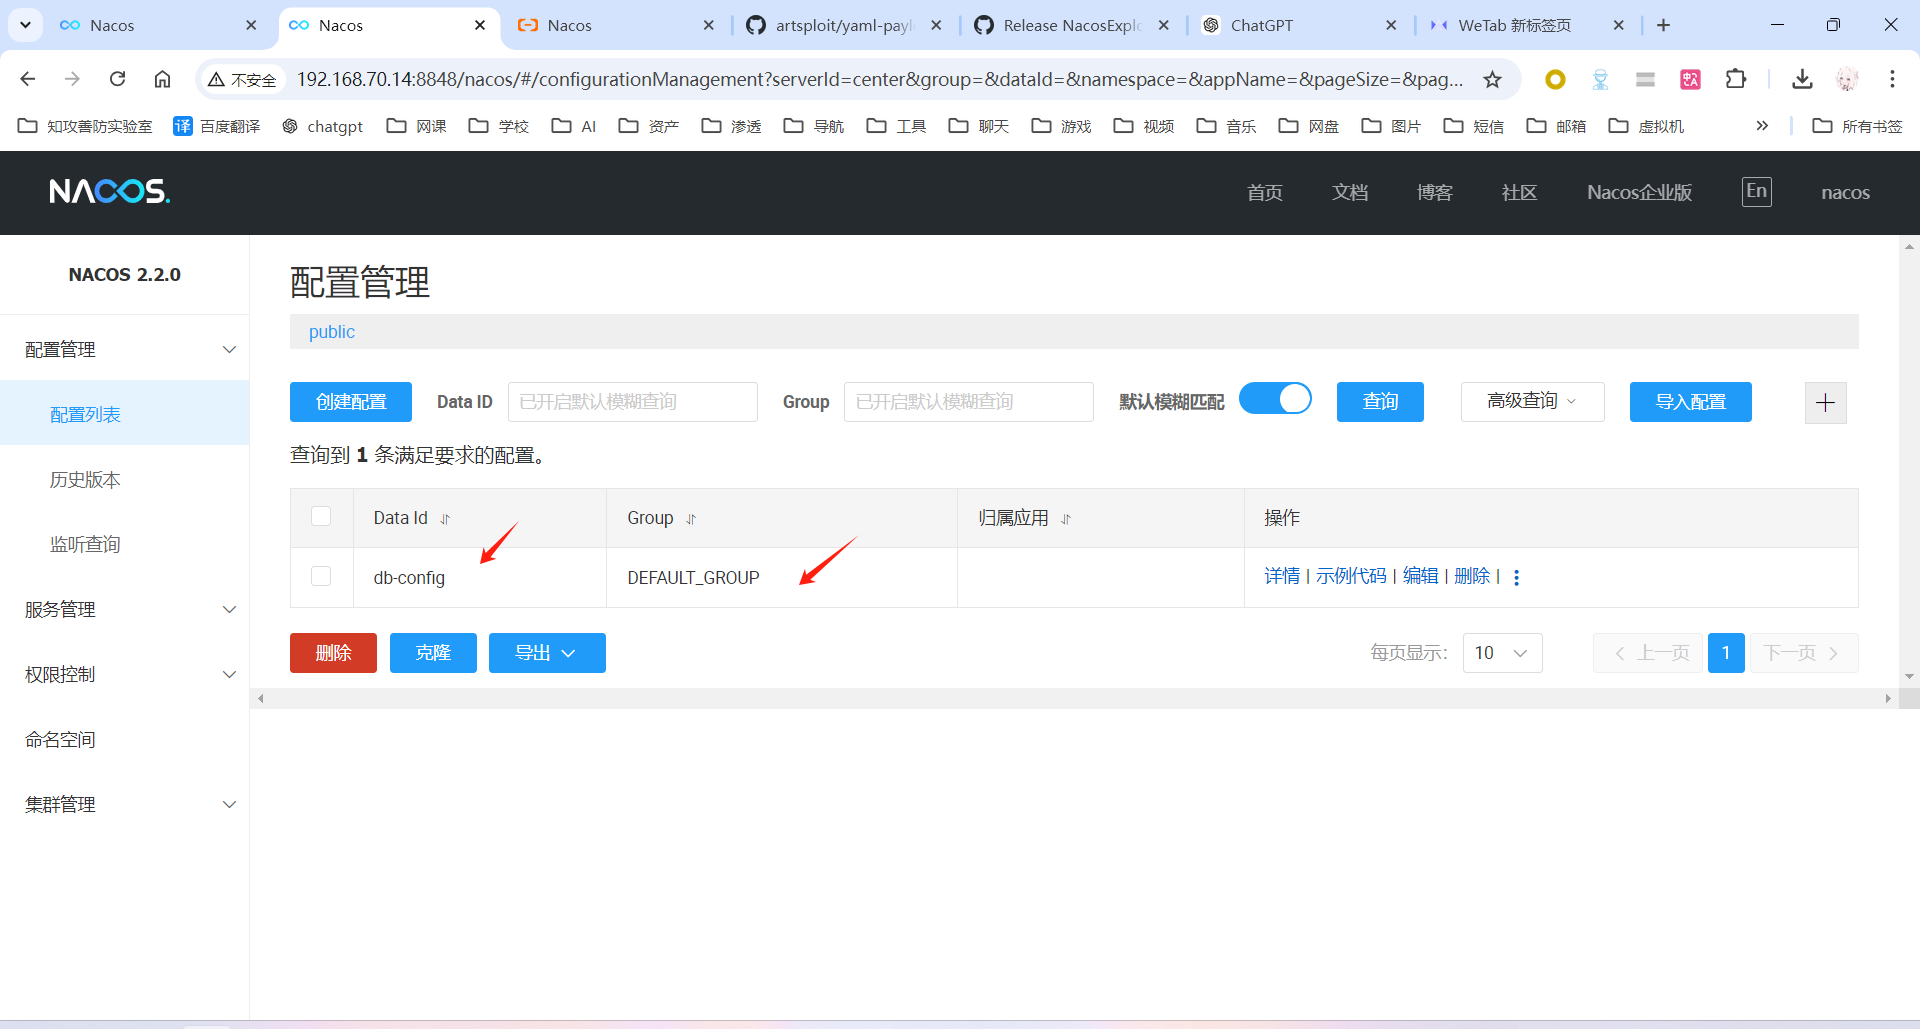 Nacos
Nacos
Nacos
artsploit/yaml-payl
Release NacosExplo
ChatGPT
WeTab 新标签页
不安全
192.168.70.14:8848/nacos/#/configurationManagement?serverId=center&group=&dataId=&namespace=&appName=&pageSize=&pag...
知攻善防实验室
译 百度翻译
chatgpt
网课
学校
AI
资产
渗透
导航
工具
聊天
游戏
视频
音乐
网盘
图片
短信
邮箱
虚拟机
所有书签
NACOS.
首页
文档
博客
社区
Nacos企业版
En
nacos
NACOS 2.2.0
配置管理
配置列表
历史版本
监听查询
服务管理
权限控制
命名空间
集群管理
配置管理
public
创建配置
Data ID
已开启默认模糊查询
Group
已开启默认模糊查询
默认模糊匹配
查询
高级查询
导入配置
查询到 1 条满足要求的配置。
Data Id
Group
归属应用
操作
db-config
DEFAULT_GROUP
详情 | 示例代码 | 编辑 | 删除 |
删除
克隆
导出
每页显示:
10
上一页
1
下一页